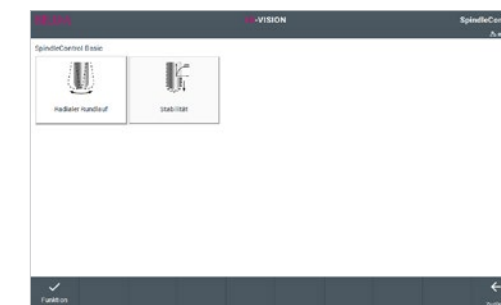 -VISION
SpindleCon
SpindleControl Basic
Radialer Rundlauf
Stabilität
Funktion